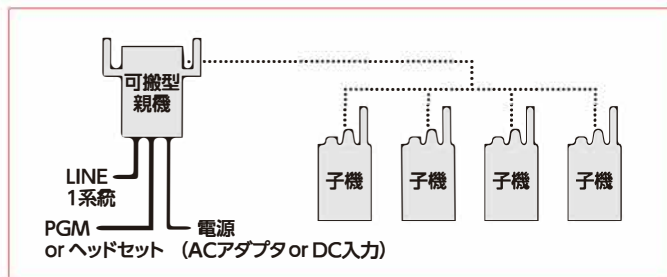 可搬型
親機
子機
子機
子機
子機
LINE
1系統
PGM
or ヘッドセット
電源
(ACアダプタ or DC入力)